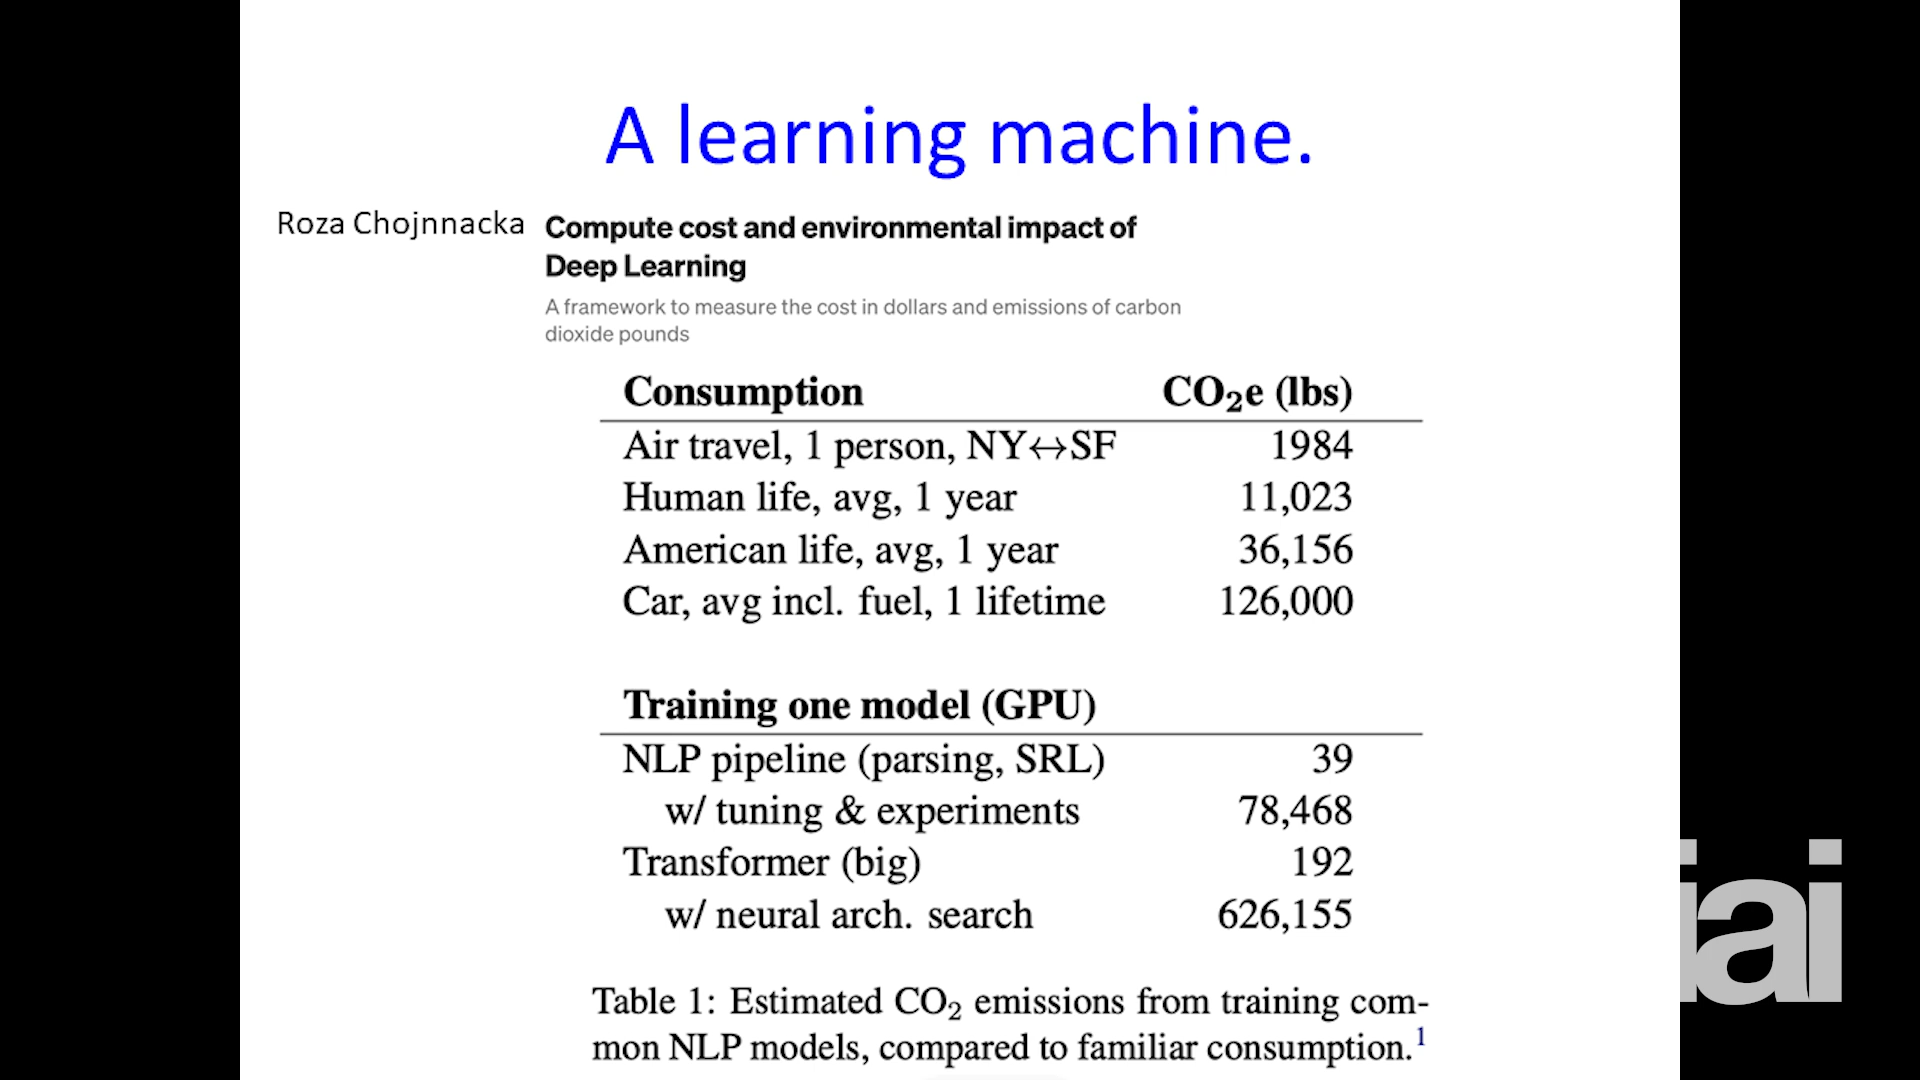 A learning machine.
Roza Chojnnacka
Compute cost and environmental impact of
Deep Learning
A framework to measure the cost in dollars and emissions of carbon
dioxide pounds
Consumption CO₂e (lbs)
Air travel, 1 person, NY↔SF 1984
Human life, avg, 1 year 11,023
American life, avg, 1 year 36,156
Car, avg incl. fuel, 1 lifetime 126,000
Training one model (GPU)
NLP pipeline (parsing, SRL) 39
w/ tuning & experiments 78,468
Transformer (big) 192
w/ neural arch. search 626,155
Table 1: Estimated CO₂ emissions from training com-
mon NLP models, compared to familiar consumption.¹
iai